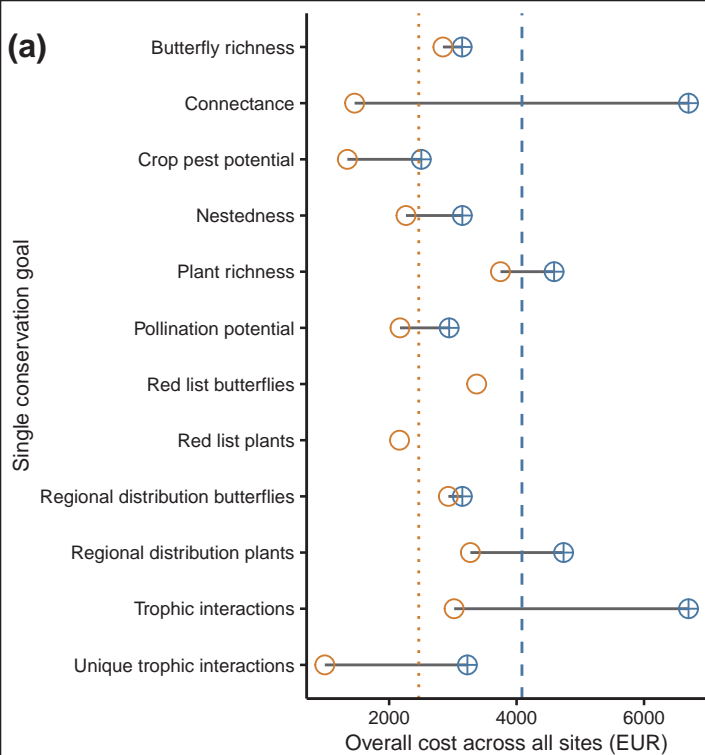 (a)
Single conservation goal
Butterfly richness
Connectance
Crop pest potential
Nestedness
Plant richness
Pollination potential
Red list butterflies
Red list plants
Regional distribution butterflies
Regional distribution plants
Trophic interactions
Unique trophic interactions
2000 4000 6000
Overall cost across all sites (EUR)